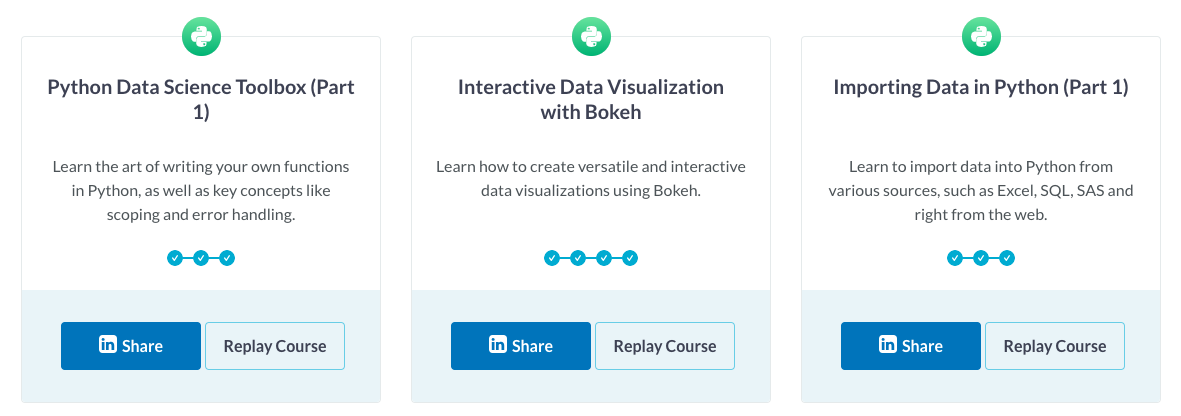 Python Data Science Toolbox (Part
1)
Learn the art of writing your own functions
in Python, as well as key concepts like
scoping and error handling.
in Share
Replay Course
Interactive Data Visualization
with Bokeh
Learn how to create versatile and interactive
data visualizations using Bokeh.
in Share
Replay Course
Importing Data in Python (Part 1)
Learn to import data into Python from
various sources, such as Excel, SQL, SAS and
right from the web.
in Share
Replay Course